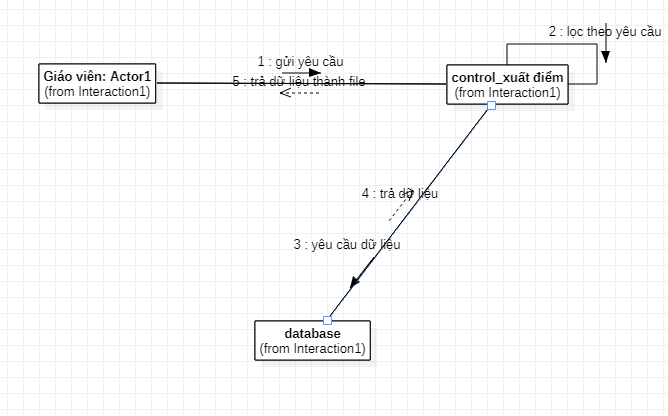 2 : lọc theo yêu cầu
1 : gửi yêu cầu
Giáo viên: Actor1
(from Interaction1)
5 : trả dữ liệu thành file
control_xuất điểm
(from Interaction1)
4 : trả dữ liệu
3 : yêu cầu dữ liệu
database
(from Interaction1)